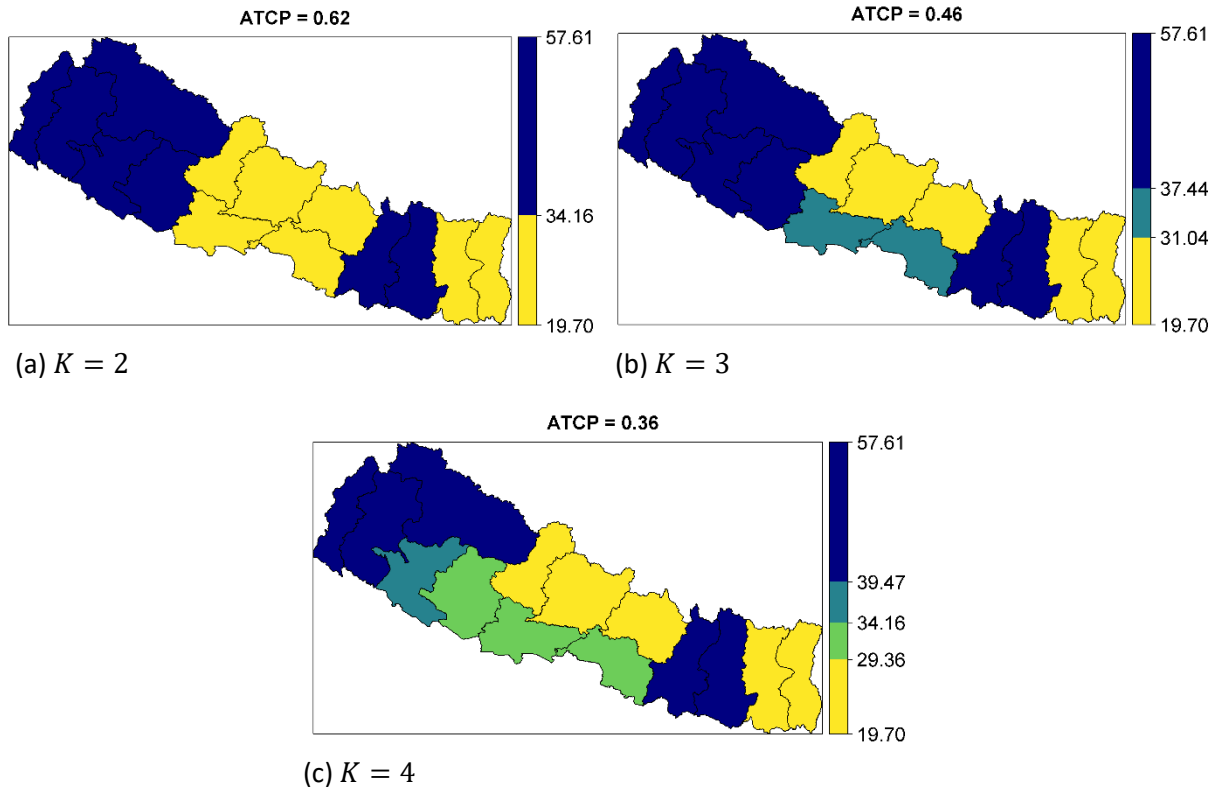 ATCP = 0.62
57.61
34.16
19.70
(a) K = 2
ATCP = 0.46
57.61
37.44
31.04
19.70
(b) K = 3
ATCP = 0.36
57.61
39.47
34.16
29.36
19.70
(c) K = 4